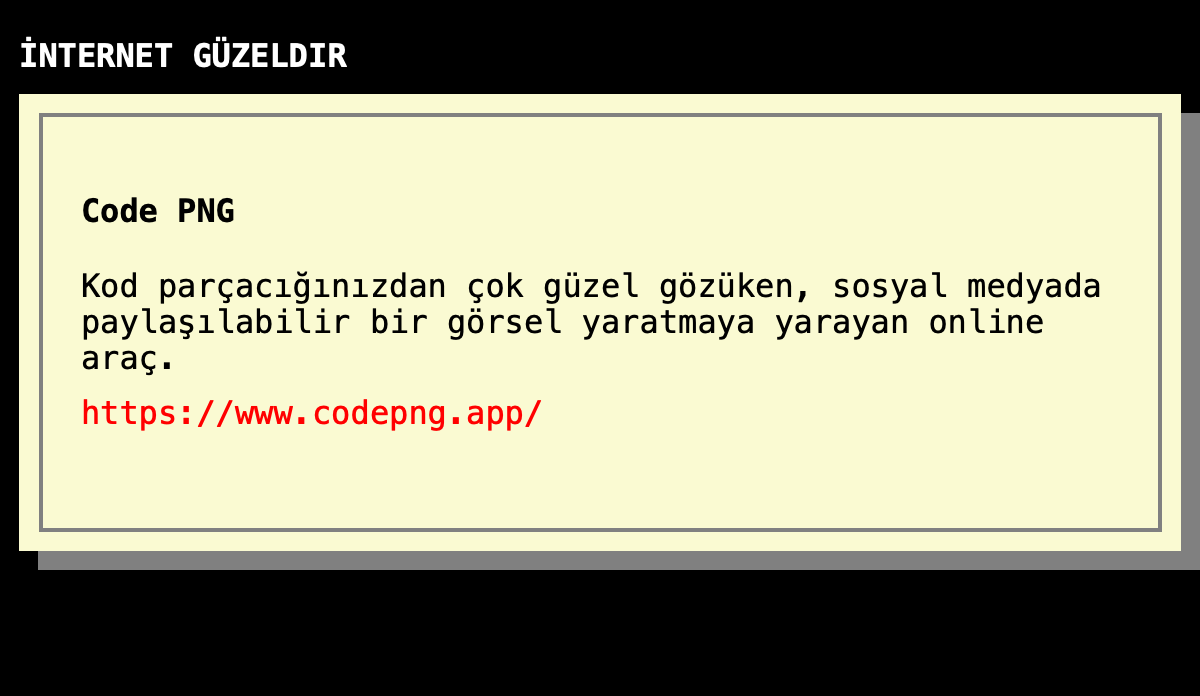 İNTERNET GÜZELDIR
Code PNG
Kod parçacığınızdan çok güzel gözüken, sosyal medyada
paylaşılabilir bir görsel yaratmaya yarayan online
araç.
https://www.codepng.app/